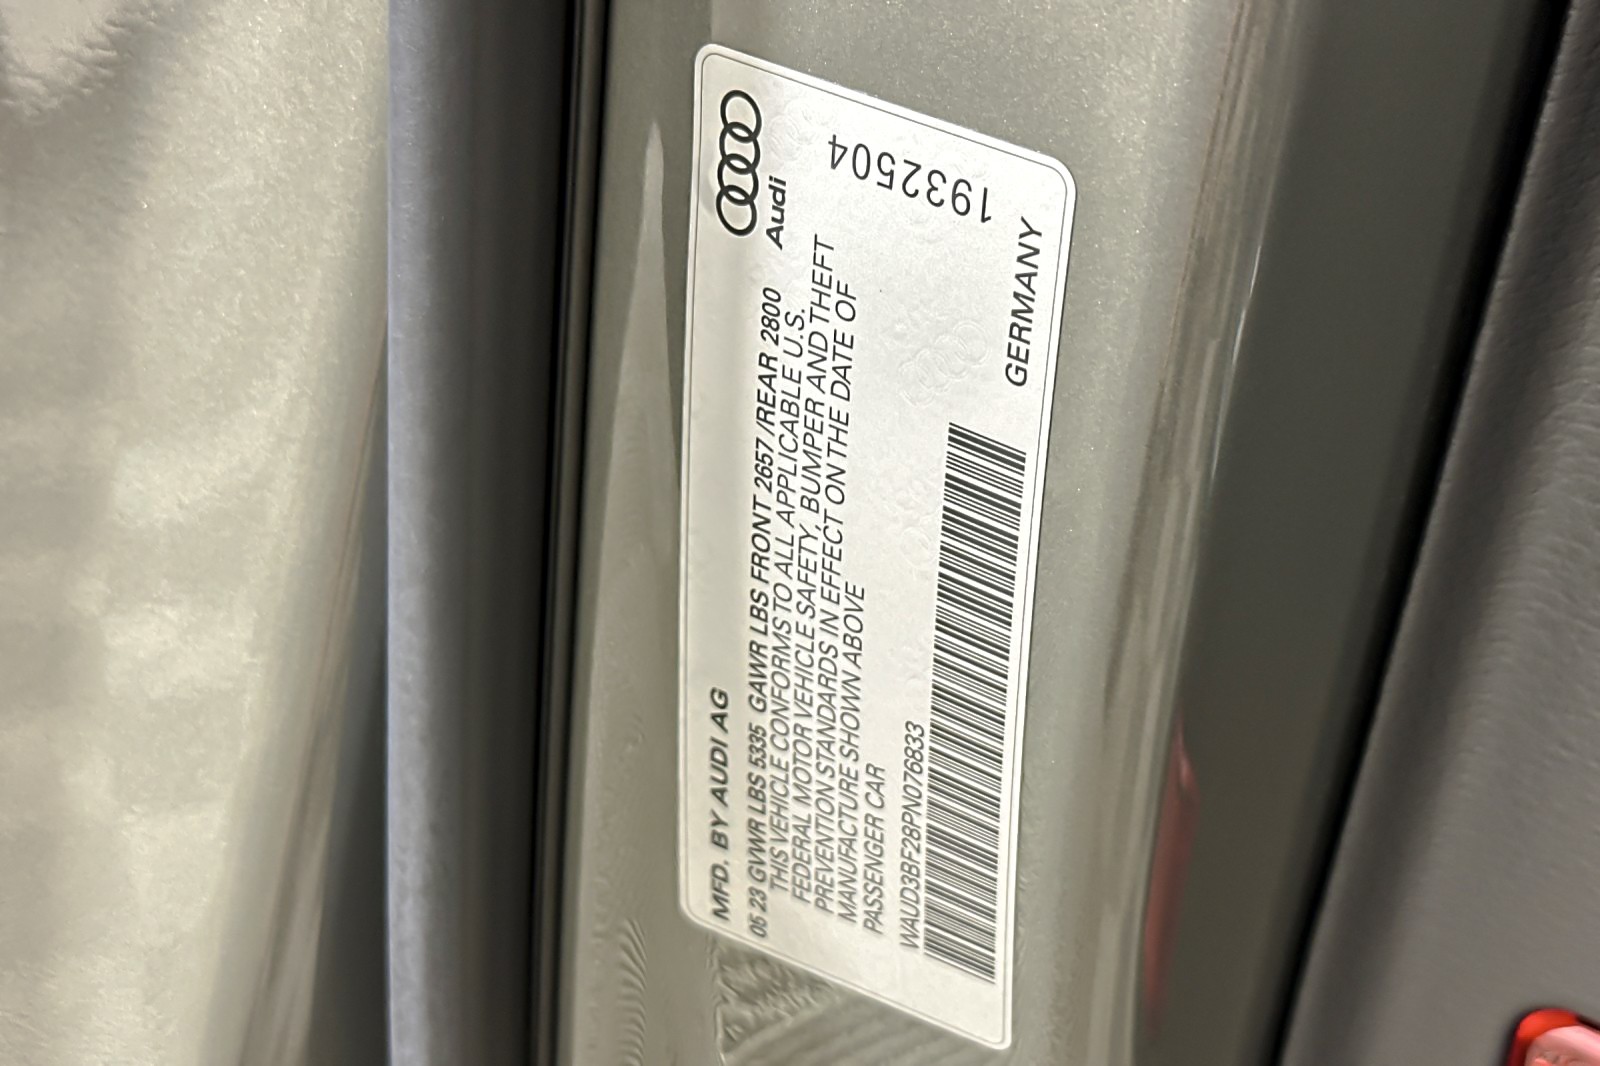 MFD. BY AUDI AG
Audi
05 23 GVWR LBS 5335 GAWR LBS FRONT 2657 /REAR 2800
THIS VEHICLE CONFORMS TO ALL APPLICABLE U.S.
FEDERAL MOTOR VEHICLE SAFETY, BUMPER AND THEFT
PREVENTION STANDARDS IN EFFECT ON THE DATE OF
MANUFACTURE SHOWN ABOVE
PASSENGER CAR
WAUD3BF28PN076833
GERMANY
1932504